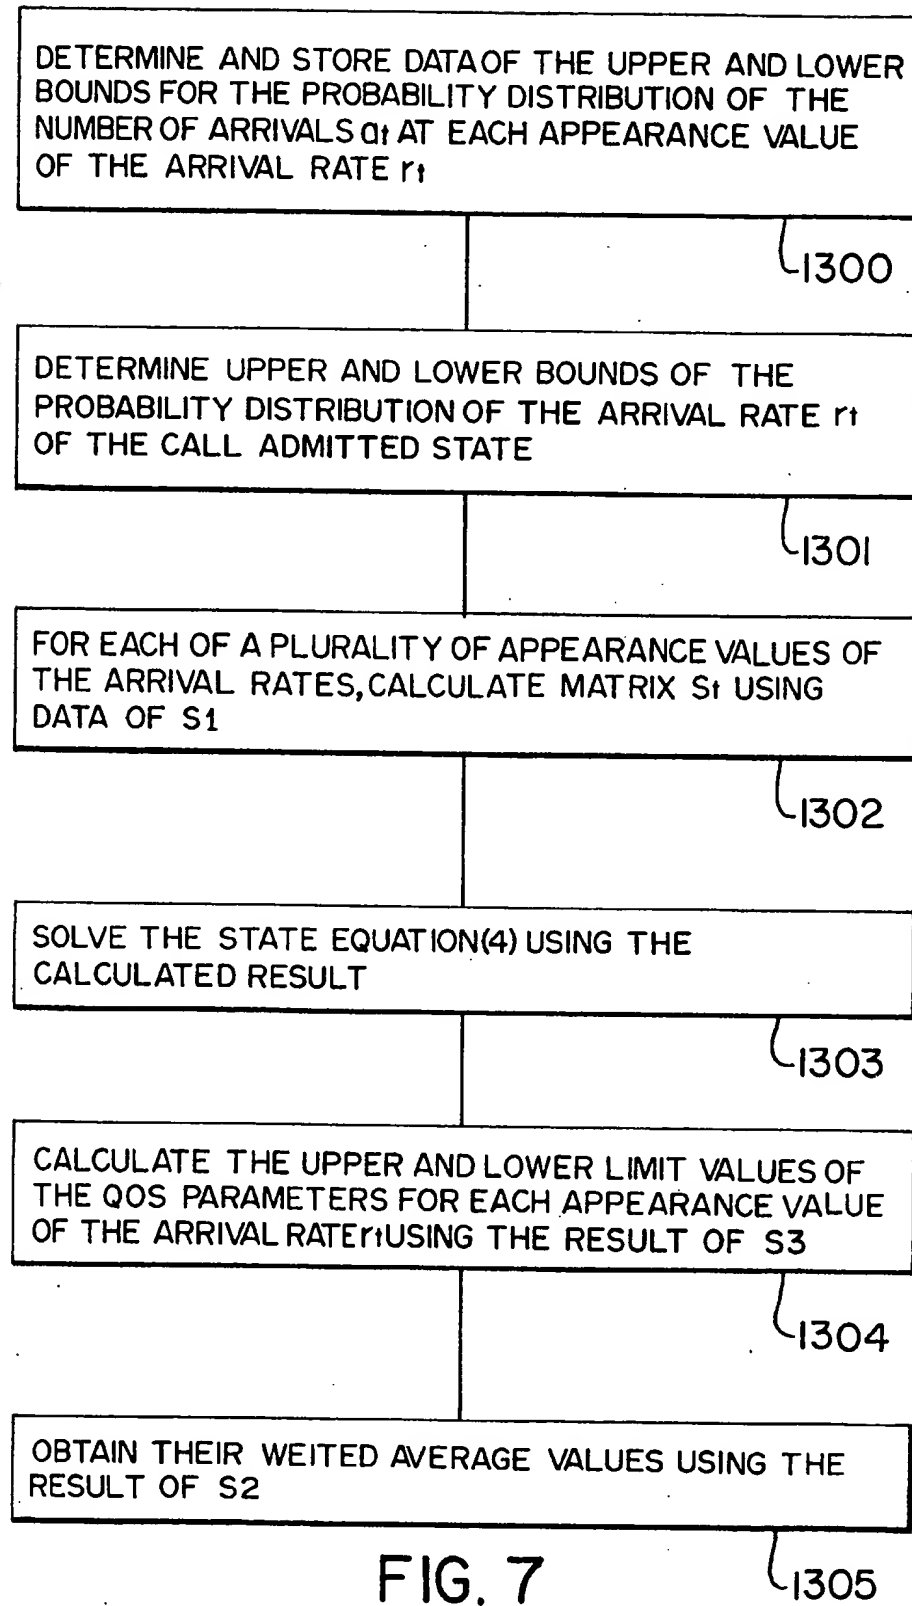 DETERMINE AND STORE DATA OF THE UPPER AND LOWER
BOUNDS FOR THE PROBABILITY DISTRIBUTION OF THE
NUMBER OF ARRIVALS at AT EACH APPEARANCE VALUE
OF THE ARRIVAL RATE rt
1300
DETERMINE UPPER AND LOWER BOUNDS OF THE
PROBABILITY DISTRIBUTION OF THE ARRIVAL RATE rt
OF THE CALL ADMITTED STATE
1301
FOR EACH OF A PLURALITY OF APPEARANCE VALUES OF
THE ARRIVAL RATES, CALCULATE MATRIX St USING
DATA OF S1
1302
SOLVE THE STATE EQUATION(4) USING THE
CALCULATED RESULT
1303
CALCULATE THE UPPER AND LOWER LIMIT VALUES OF
THE QOS PARAMETERS FOR EACH APPEARANCE VALUE
OF THE ARRIVAL RATE rt USING THE RESULT OF S3
1304
OBTAIN THEIR WEITED AVERAGE VALUES USING THE
RESULT OF S2
1305
FIG. 7